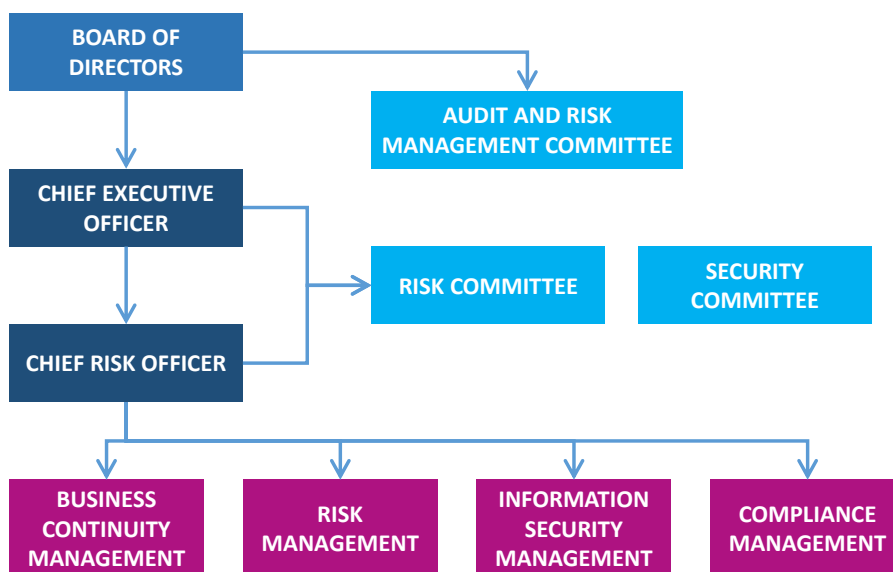 BOARD OF
DIRECTORS
AUDIT AND RISK
MANAGEMENT COMMITTEE
CHIEF EXECUTIVE
OFFICER
RISK COMMITTEE
SECURITY
COMMITTEE
CHIEF RISK OFFICER
BUSINESS
CONTINUITY
MANAGEMENT
RISK
MANAGEMENT
INFORMATION
SECURITY
MANAGEMENT
COMPLIANCE
MANAGEMENT